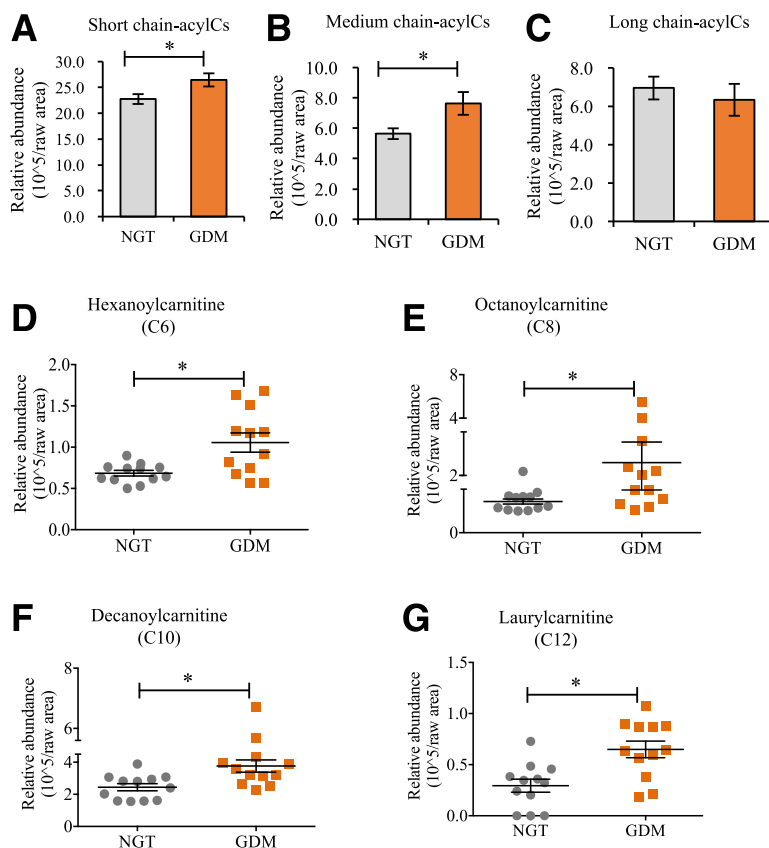 A
Short chain-acylCs
*
Relative abundance
(10^5/raw area)
30.0
25.0
20.0
15.0
10.0
5.0
0.0
NGT
GDM
B
Medium chain-acylCs
*
Relative abundance
(10^5/raw area)
10.0
8.0
6.0
4.0
2.0
0.0
NGT
GDM
C
Long chain-acylCs
Relative abundance
(10^5/raw area)
8.0
6.0
4.0
2.0
0.0
NGT
GDM
D
Hexanoylcarnitine
(C6)
*
Relative abundance
(10^5/raw area)
2.0
1.5
1.0
0.5
0.0
NGT
GDM
E
Octanoylcarnitine
(C8)
*
Relative abundance
(10^5/raw area)
8
4
2
0
NGT
GDM
F
Decanoylcarnitine
(C10)
*
Relative abundance
(10^5/raw area)
8
6
4
2
0
NGT
GDM
G
Laurylcarnitine
(C12)
*
Relative abundance
(10^5/raw area)
1.5
1.0
0.5
0.0
NGT
GDM